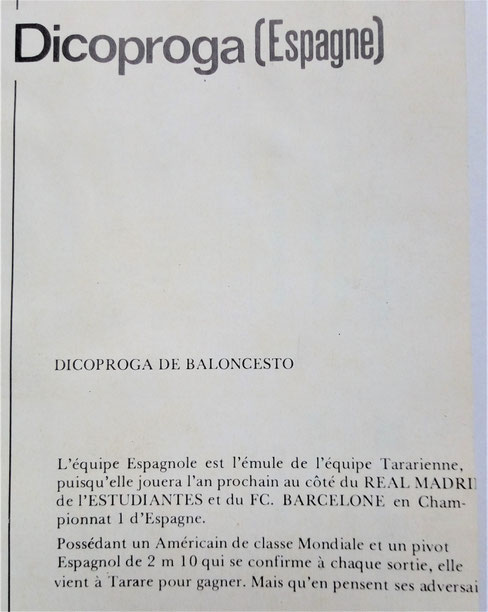 Dicoproga (Espagne)
DICOPROGA DE BALONCESTO
L'équipe Espagnole est l'émule de l'équipe Tararienne,
puisqu'elle jouera l'an prochain au côté du REAL MADRI
de l'ESTUDIANTES et du FC. BARCELONE en Cham-
pionnat 1 d'Espagne.
Possédant un Américain de classe Mondiale et un pivot
Espagnol de 2 m 10 qui se confirme à chaque sortie, elle
vient à Tarare pour gagner. Mais qu'en pensent ses adversai